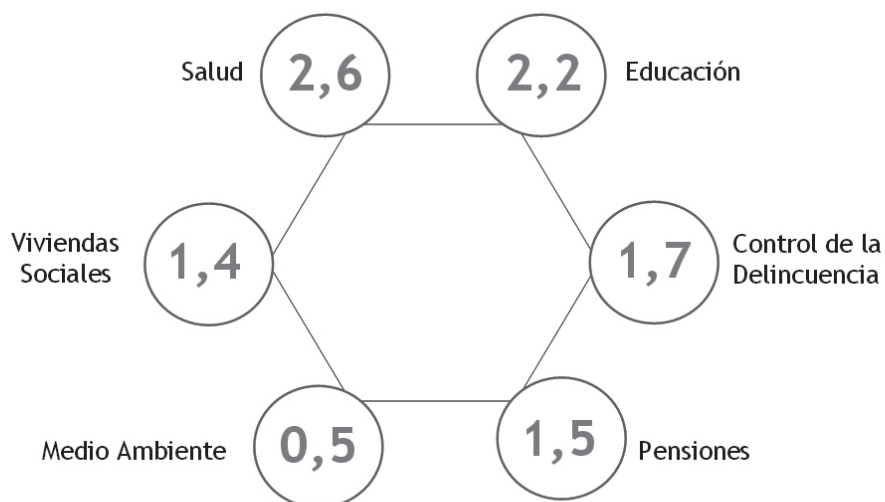 Salud
2,6
2,2
Educación
Viviendas
Sociales
1,4
1,7
Control de la
Delincuencia
Medio Ambiente
0,5
1,5
Pensiones